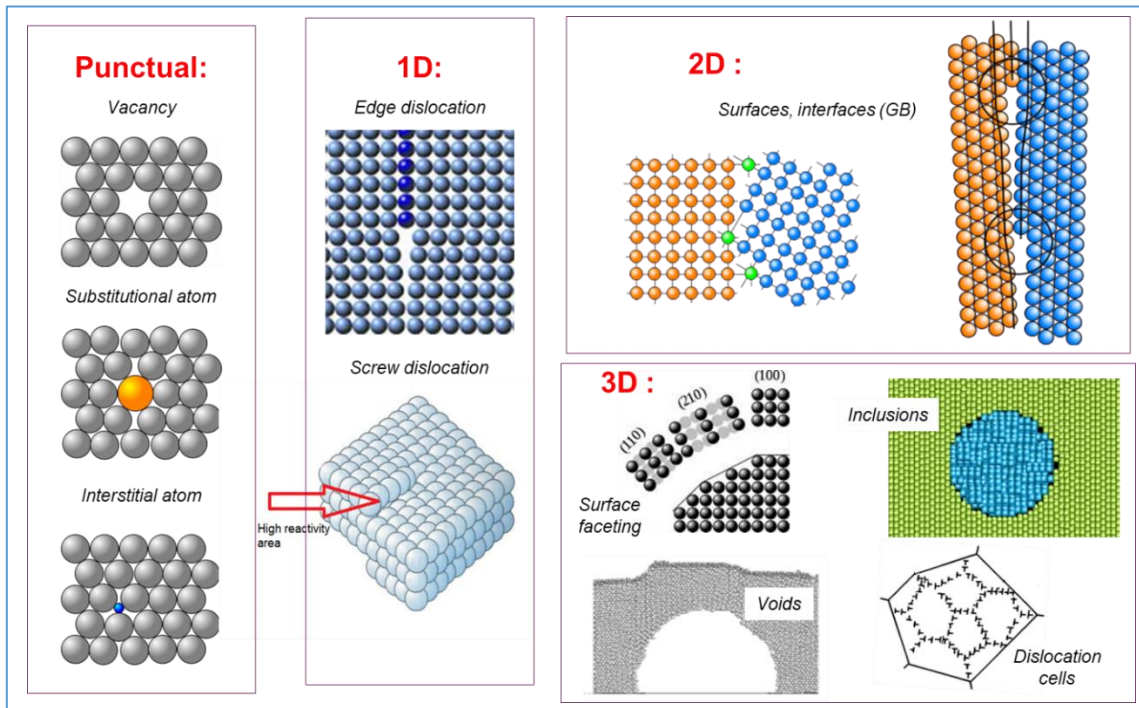 Punctual:
Vacancy
Substitutional atom
Interstitial atom
1D:
Edge dislocation
Screw dislocation
High reactivity
area
2D :
Surfaces, interfaces (GB)
3D :
(110)
(210)
(100)
Surface
faceting
Inclusions
Voids
Dislocation
cells